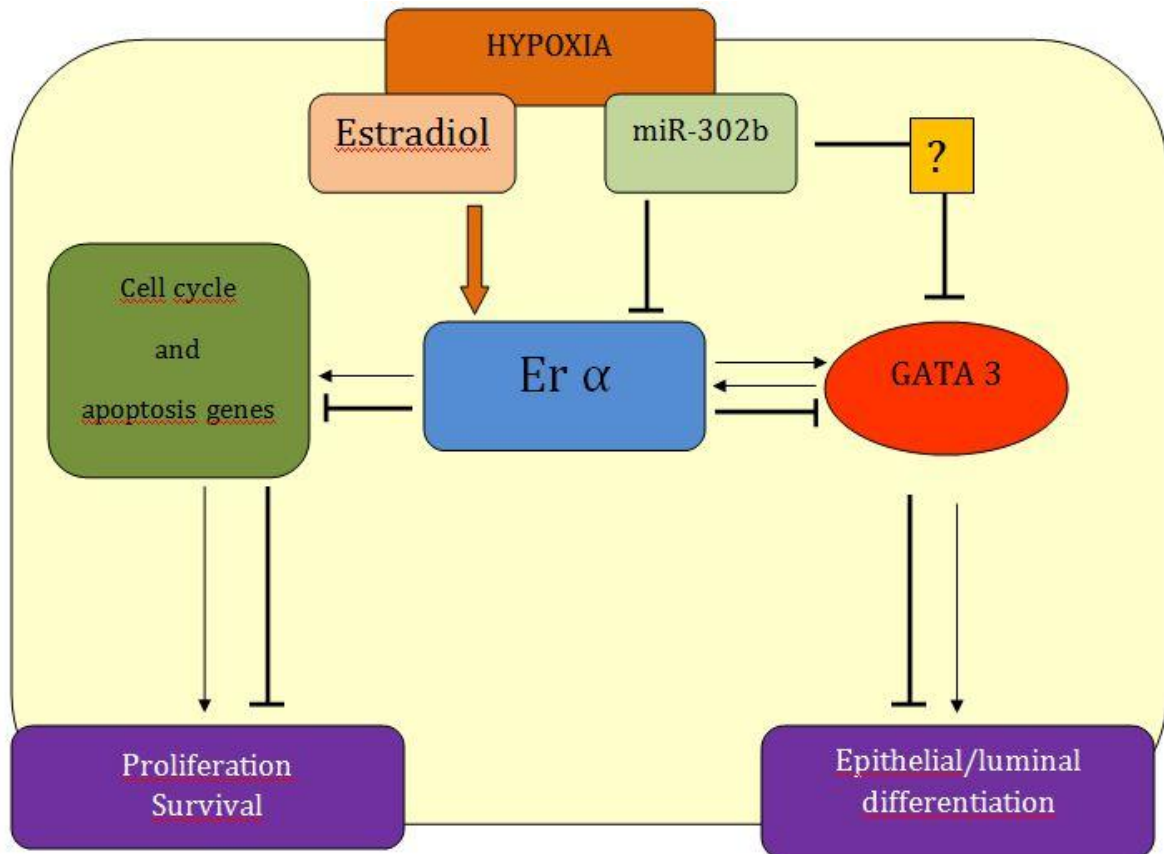 HYPOXIA
Estradiol
miR-302b
?
Cell cycle
and
apoptosis genes
Er α
GATA 3
Proliferation
Survival
Epithelial/luminal
differentiation